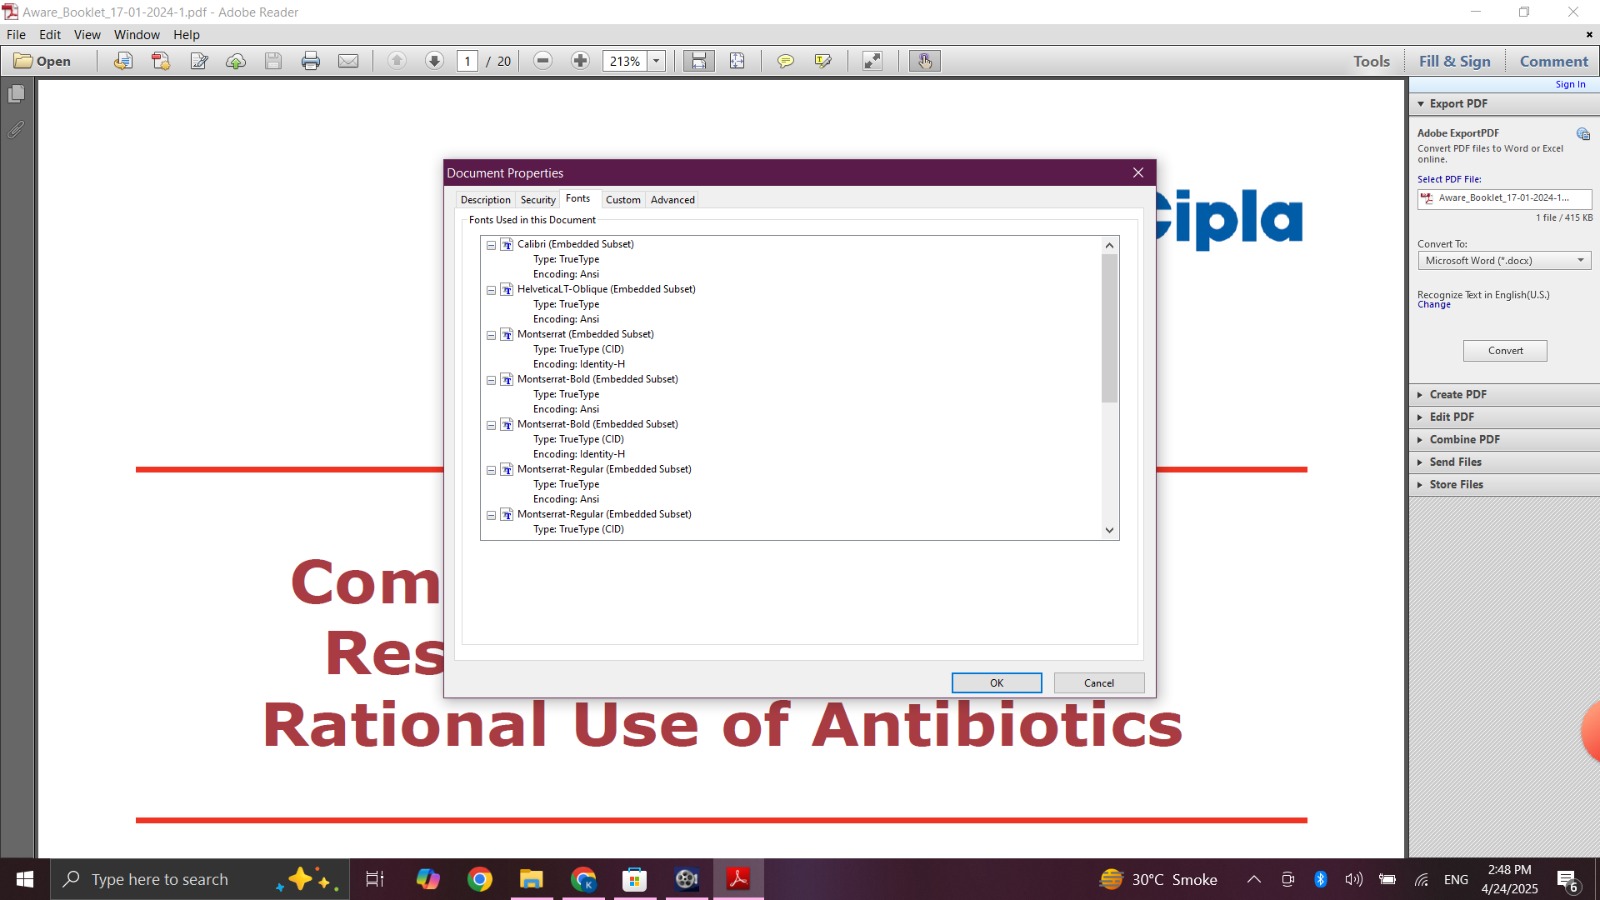 Aware_Booklet_17-01-2024-1.pdf - Adobe Reader
File Edit View Window Help
Open 1 / 20 213% Tools Fill & Sign Comment
Sign In
Export PDF
Adobe ExportPDF
Convert PDF files to Word or Excel
online.
Select PDF File:
Aware_Booklet_17-01-2024-1...
1 file / 415 KB
Convert To:
Microsoft Word (*.docx)
Recognize Text in English(U.S.)
Change
Convert
Create PDF
Edit PDF
Combine PDF
Send Files
Store Files
Cipla
Document Properties
Description Security Fonts Custom Advanced
Fonts Used in this Document
Calibri (Embedded Subset)
Type: TrueType
Encoding: Ansi
HelveticaLT-Oblique (Embedded Subset)
Type: TrueType
Encoding: Ansi
Montserrat (Embedded Subset)
Type: TrueType (CID)
Encoding: Identity-H
Montserrat-Bold (Embedded Subset)
Type: TrueType
Encoding: Ansi
Montserrat-Bold (Embedded Subset)
Type: TrueType (CID)
Encoding: Identity-H
Montserrat-Regular (Embedded Subset)
Type: TrueType
Encoding: Ansi
Montserrat-Regular (Embedded Subset)
Type: TrueType (CID)
OK Cancel
Com
Res
Rational Use of Antibiotics
Type here to search
30°C Smoke
ENG
2:48 PM
4/24/2025
6